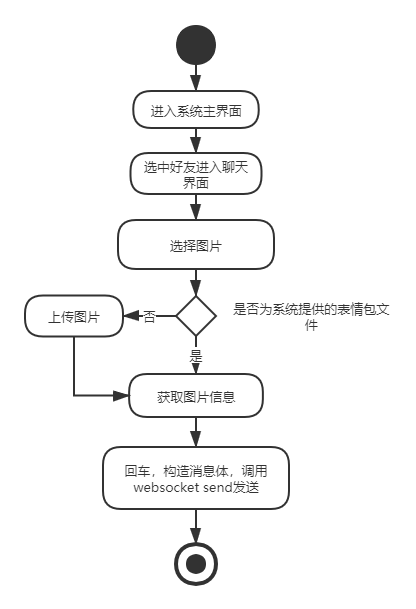 进入系统主界面
选中好友进入聊天
界面
选择图片
是否为系统提供的表情包文
件
否
上传图片
是
获取图片信息
回车，构造消息体，调用
websocket send发送